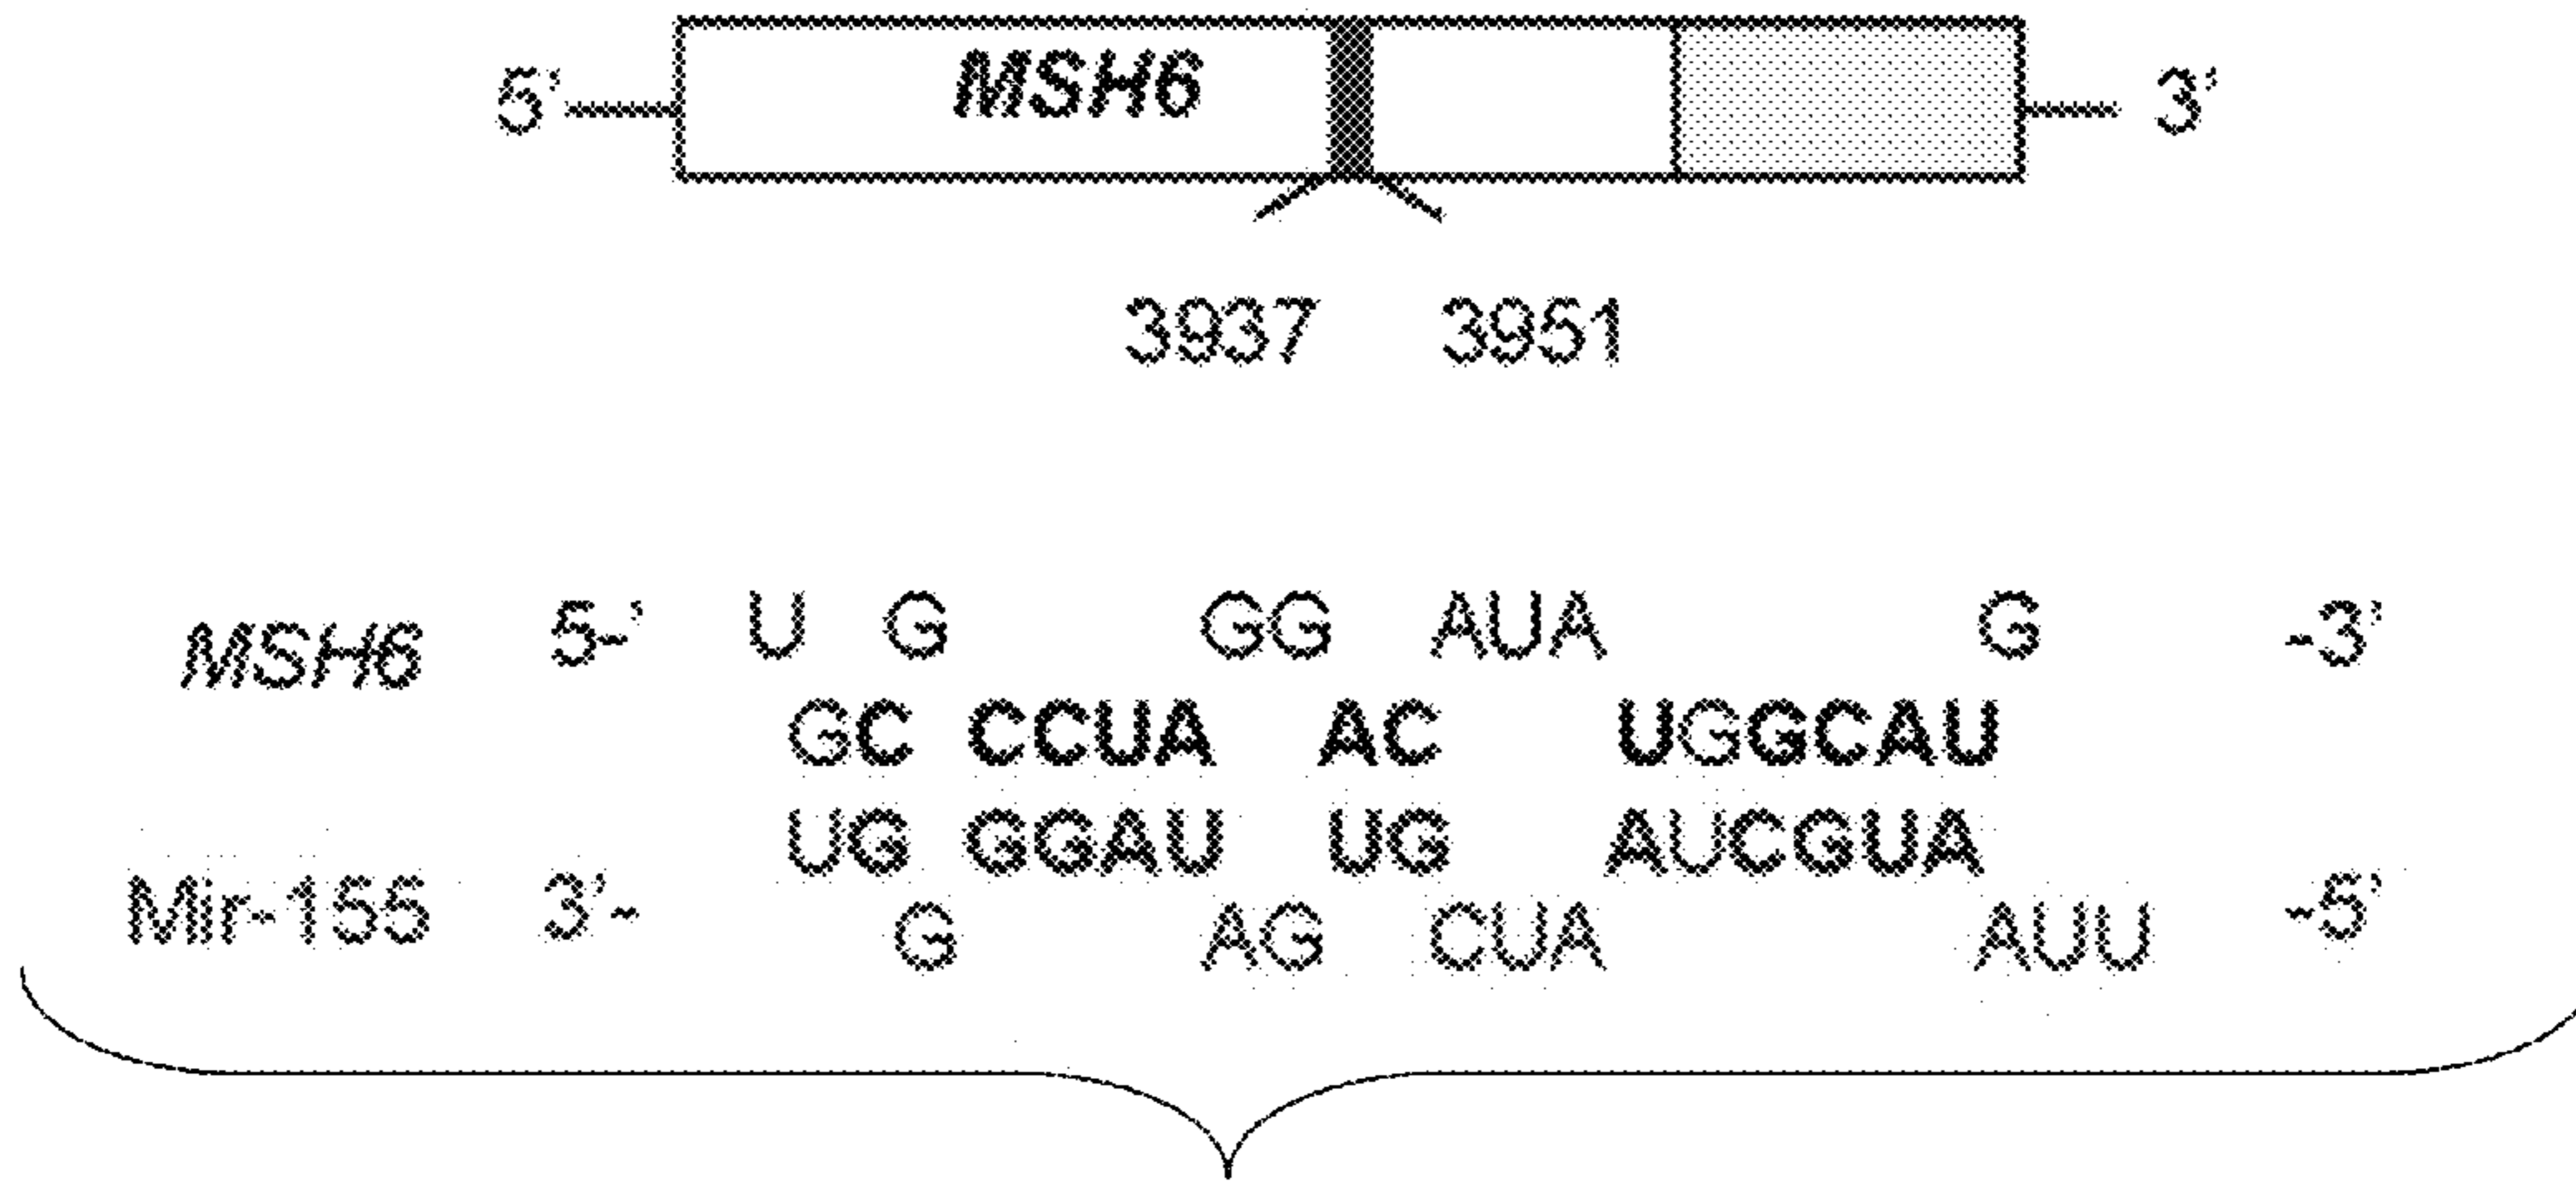 5' MSH6 3'
3937 3951
MSH6 5-' U G GG AUA G -3'
GC CCUA AC UGGCAU
UG GGAU UG AUCGUA
Mir-155 3'- G AG CUA AUU -5'